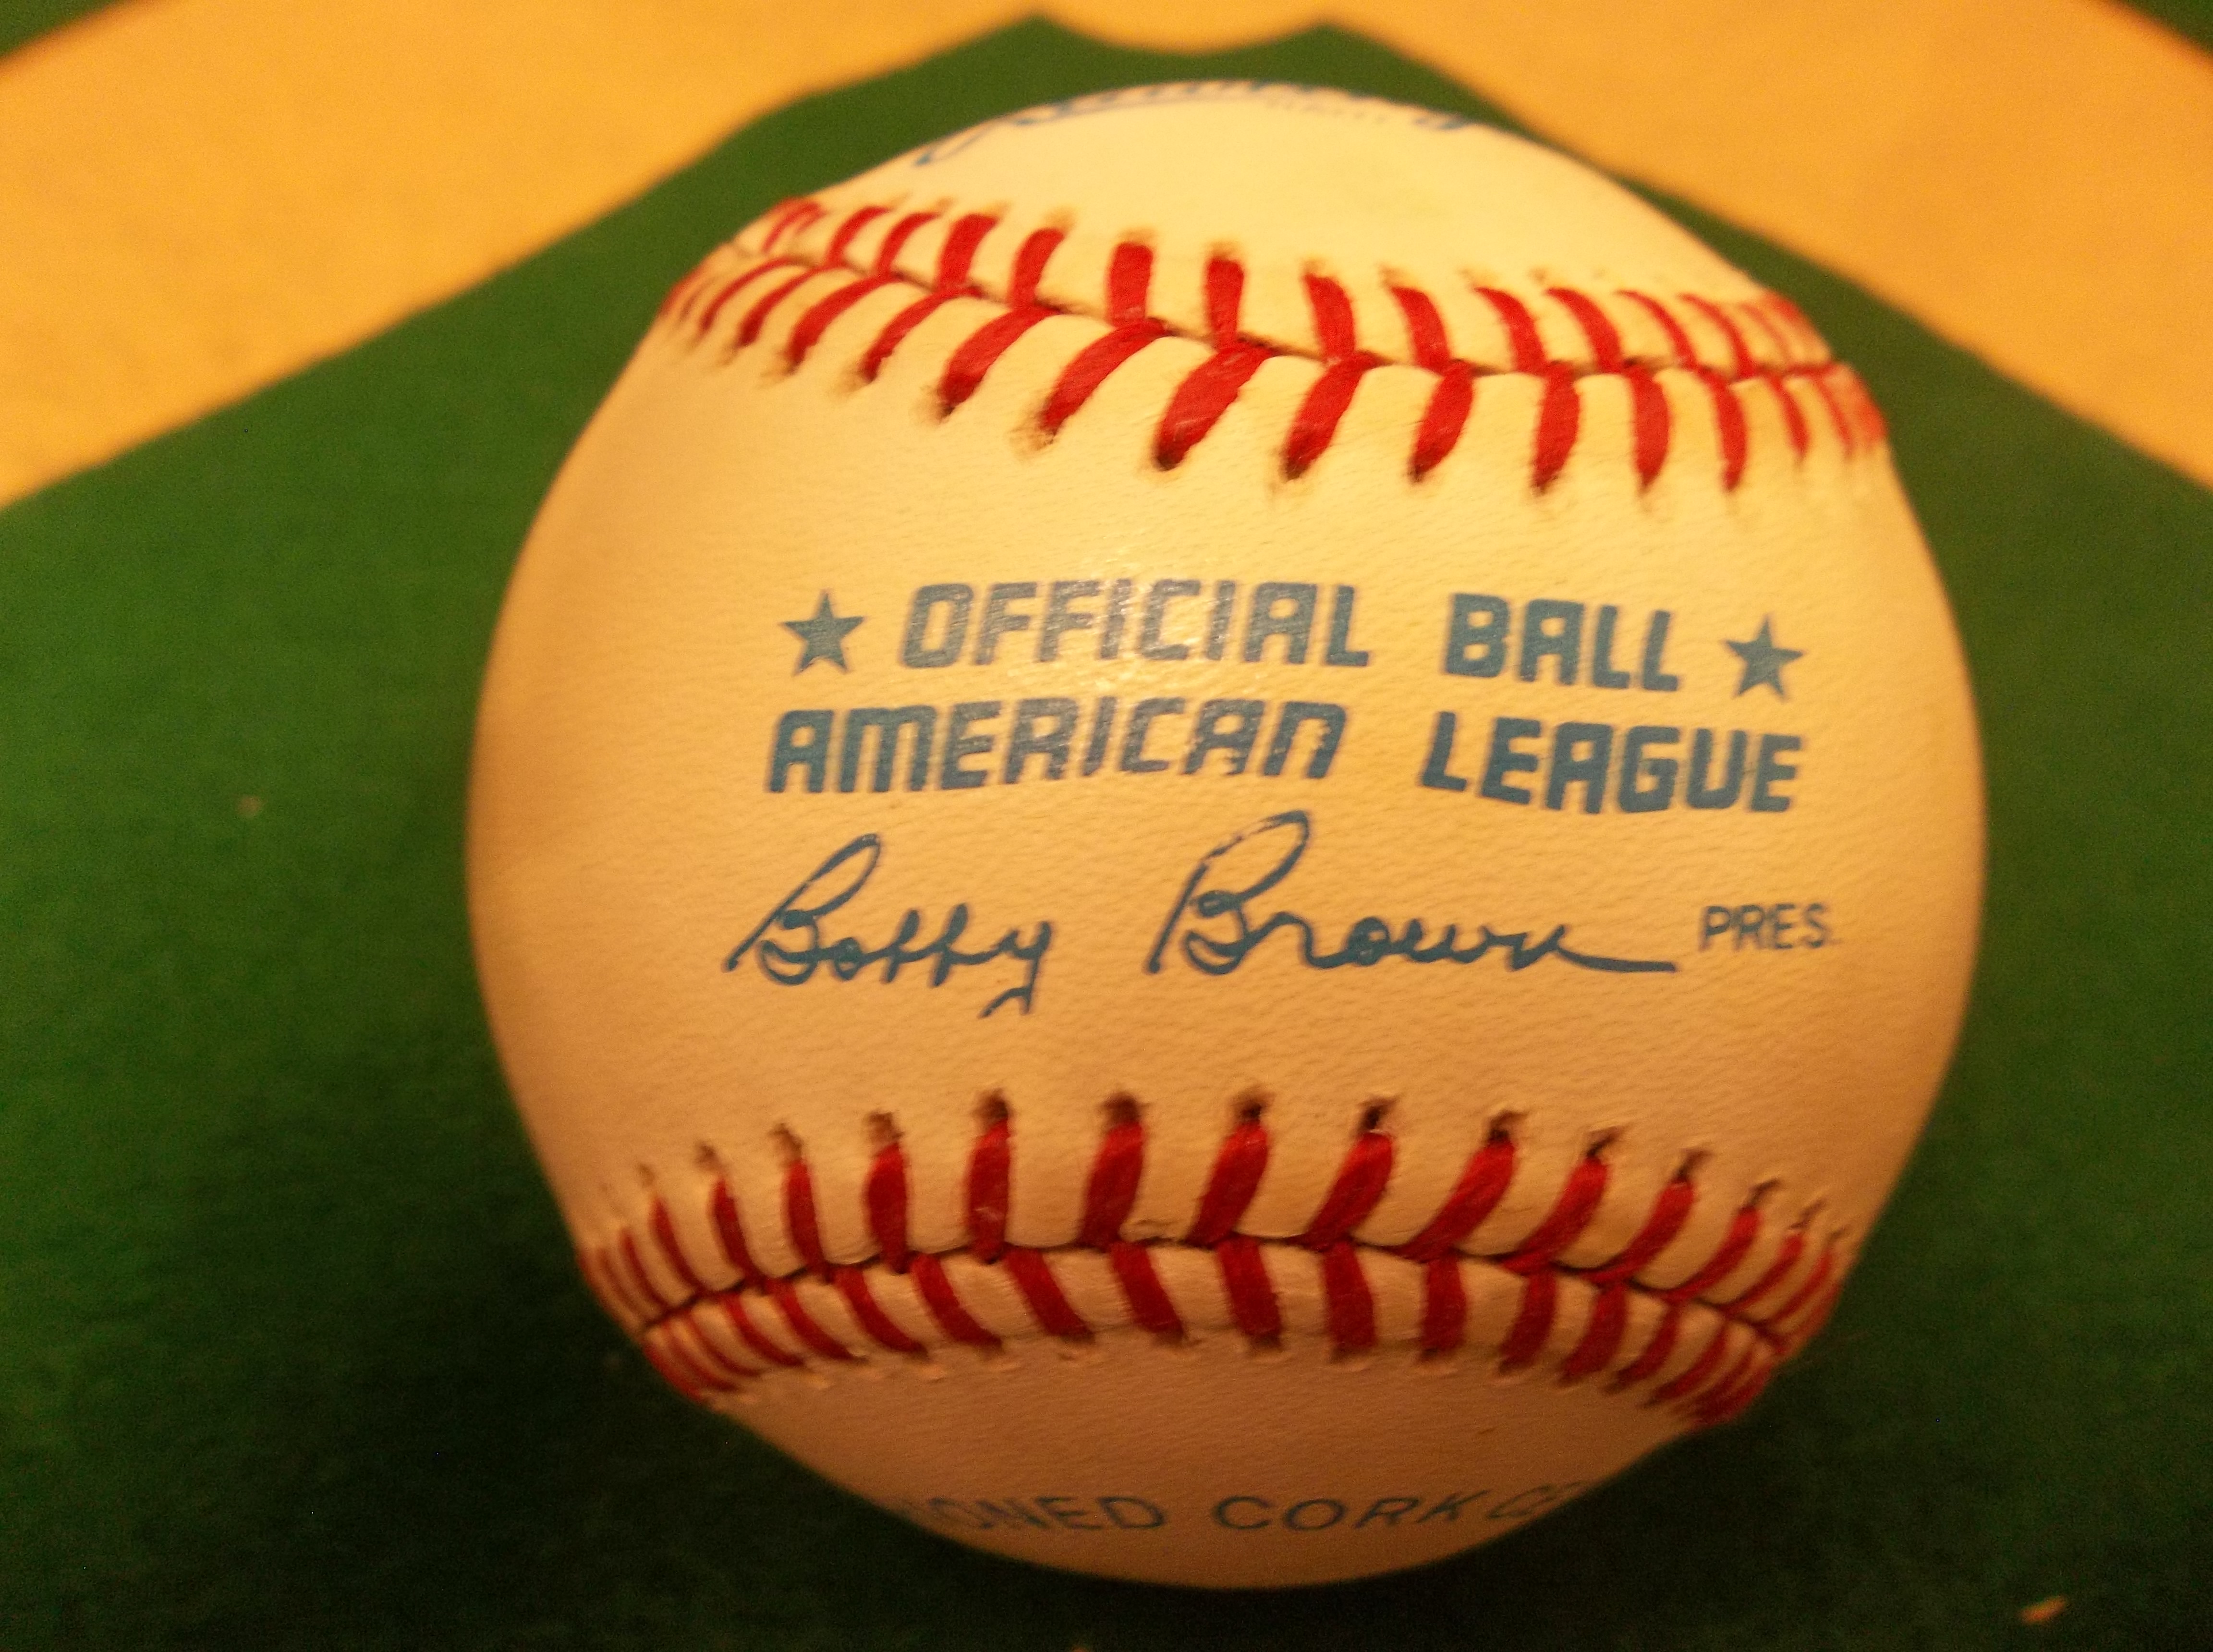 ★ OFFICIAL BALL ★
AMERICAN LEAGUE
Bobby Brown PRES.
CORK